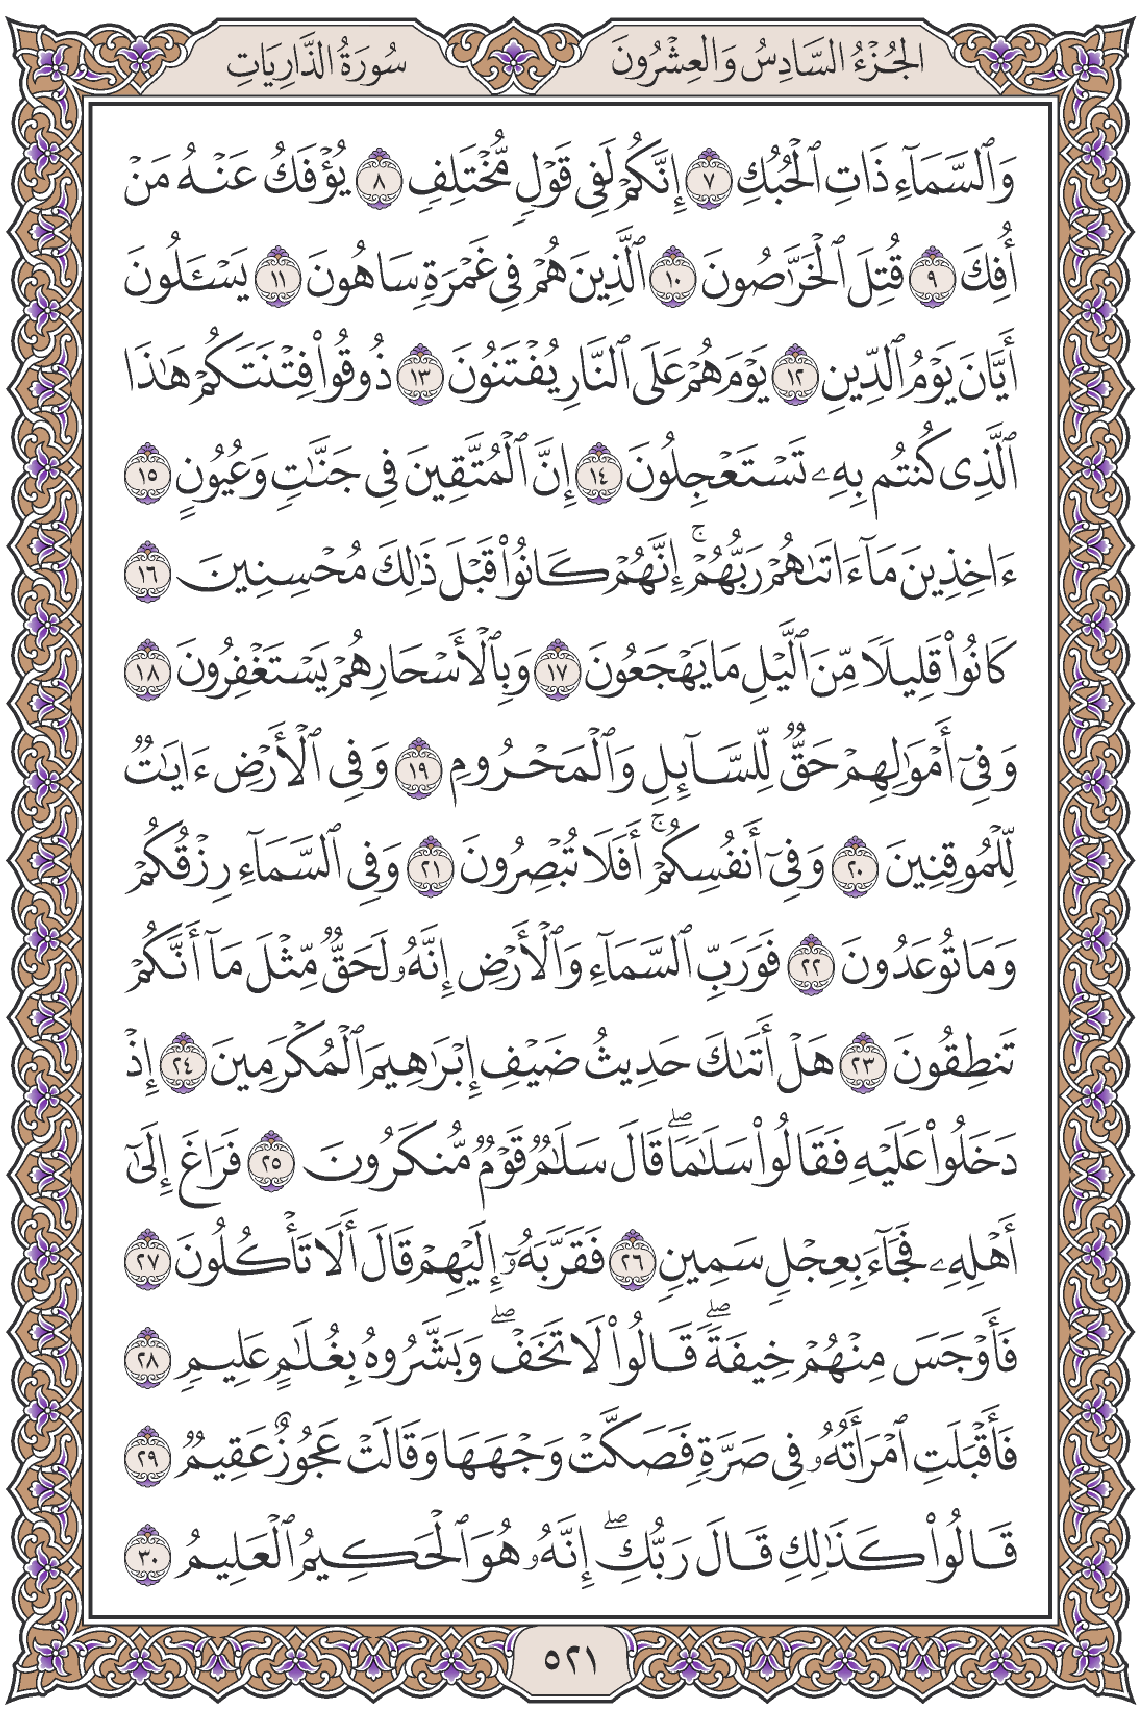 الجُزْءُ السَّادِسُ وَالعِشْرُونَ
سُورَةُ الذَّارِيَاتِ
وَٱلسَّمَآءِ ذَاتِ ٱلْحُبُكِ ٧ إِنَّكُمْ لَفِى قَوْلٍ مُّخْتَلِفٍ ٨ يُؤْفَكُ عَنْهُ مَنْ
أُفِكَ ٩ قُتِلَ ٱلْخَرَّٰصُونَ ١٠ ٱلَّذِينَ هُمْ فِى غَمْرَةٍ سَاهُونَ ١١ يَسْـَٔلُونَ
أَيَّانَ يَوْمُ ٱلدِّينِ ١٢ يَوْمَ هُمْ عَلَى ٱلنَّارِ يُفْتَنُونَ ١٣ ذُوقُوا۟ فِتْنَتَكُمْ هَٰذَا
ٱلَّذِى كُنتُم بِهِۦ تَسْتَعْجِلُونَ ١٤ إِنَّ ٱلْمُتَّقِينَ فِى جَنَّٰتٍ وَعُيُونٍ ١٥
ءَاخِذِينَ مَآ ءَاتَىٰهُمْ رَبُّهُمْ ۚ إِنَّهُمْ كَانُوا۟ قَبْلَ ذَٰلِكَ مُحْسِنِينَ ١٦
كَانُوا۟ قَلِيلًا مِّنَ ٱلَّيْلِ مَا يَهْجَعُونَ ١٧ وَبِٱلْأَسْحَارِ هُمْ يَسْتَغْفِرُونَ ١٨
وَفِىٓ أَمْوَٰلِهِمْ حَقٌّ لِّلسَّآئِلِ وَٱلْمَحْرُومِ ١٩ وَفِى ٱلْأَرْضِ ءَايَٰتٌ
لِّلْمُوقِنِينَ ٢٠ وَفِىٓ أَنفُسِكُمْ ۚ أَفَلَا تُبْصِرُونَ ٢١ وَفِى ٱلسَّمَآءِ رِزْقُكُمْ
وَمَا تُوعَدُونَ ٢٢ فَوَرَبِّ ٱلسَّمَآءِ وَٱلْأَرْضِ إِنَّهُۥ لَحَقٌّ مِّثْلَ مَآ أَنَّكُمْ
تَنطِقُونَ ٢٣ هَلْ أَتَىٰكَ حَدِيثُ ضَيْفِ إِبْرَٰهِيمَ ٱلْمُكْرَمِينَ ٢٤ إِذْ
دَخَلُوا۟ عَلَيْهِ فَقَالُوا۟ سَلَٰمًا ۖ قَالَ سَلَٰمٌ قَوْمٌ مُّنكَرُونَ ٢٥ فَرَاغَ إِلَىٰٓ
أَهْلِهِۦ فَجَآءَ بِعِجْلٍ سَمِينٍ ٢٦ فَقَرَّبَهُۥٓ إِلَيْهِمْ قَالَ أَلَا تَأْكُلُونَ ٢٧
فَأَوْجَسَ مِنْهُمْ خِيفَةً ۖ قَالُوا۟ لَا تَخَفْ ۖ وَبَشَّرُوهُ بِغُلَٰمٍ عَلِيمٍ ٢٨
فَأَقْبَلَتِ ٱمْرَأَتُهُۥ فِى صَرَّةٍ فَصَكَّتْ وَجْهَهَا وَقَالَتْ عَجُوزٌ عَقِيمٌ ٢٩
قَالُوا۟ كَذَٰلِكِ قَالَ رَبُّكِ ۖ إِنَّهُۥ هُوَ ٱلْحَكِيمُ ٱلْعَلِيمُ ٣٠
٥٢١